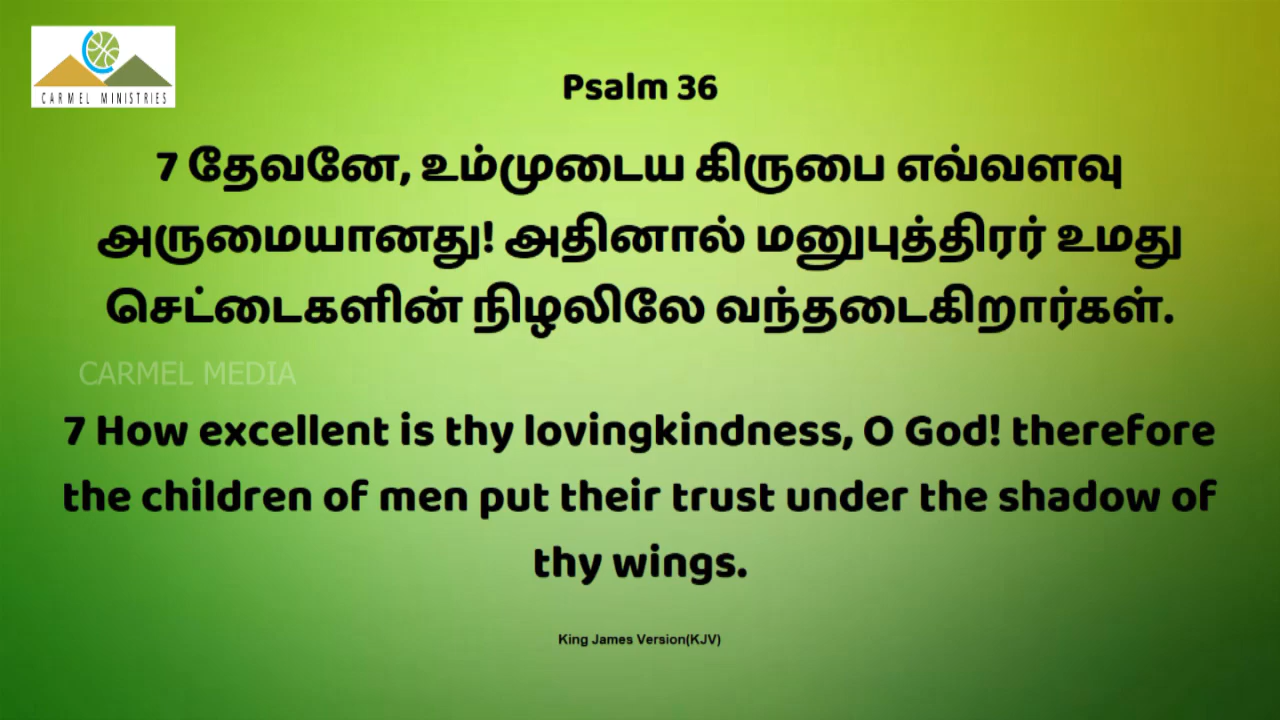 CARMEL MINISTRIES
Psalm 36
7 தேவனே, உம்முடைய கிருபை எவ்வளவு
அருமையானது! அதினால் மனுபுத்திரர் உமது
செட்டைகளின் நிழலிலே வந்தடைகிறார்கள்.
CARMEL MEDIA
7 How excellent is thy lovingkindness, O God! therefore
the children of men put their trust under the shadow of
thy wings.
King James Version(KJV)